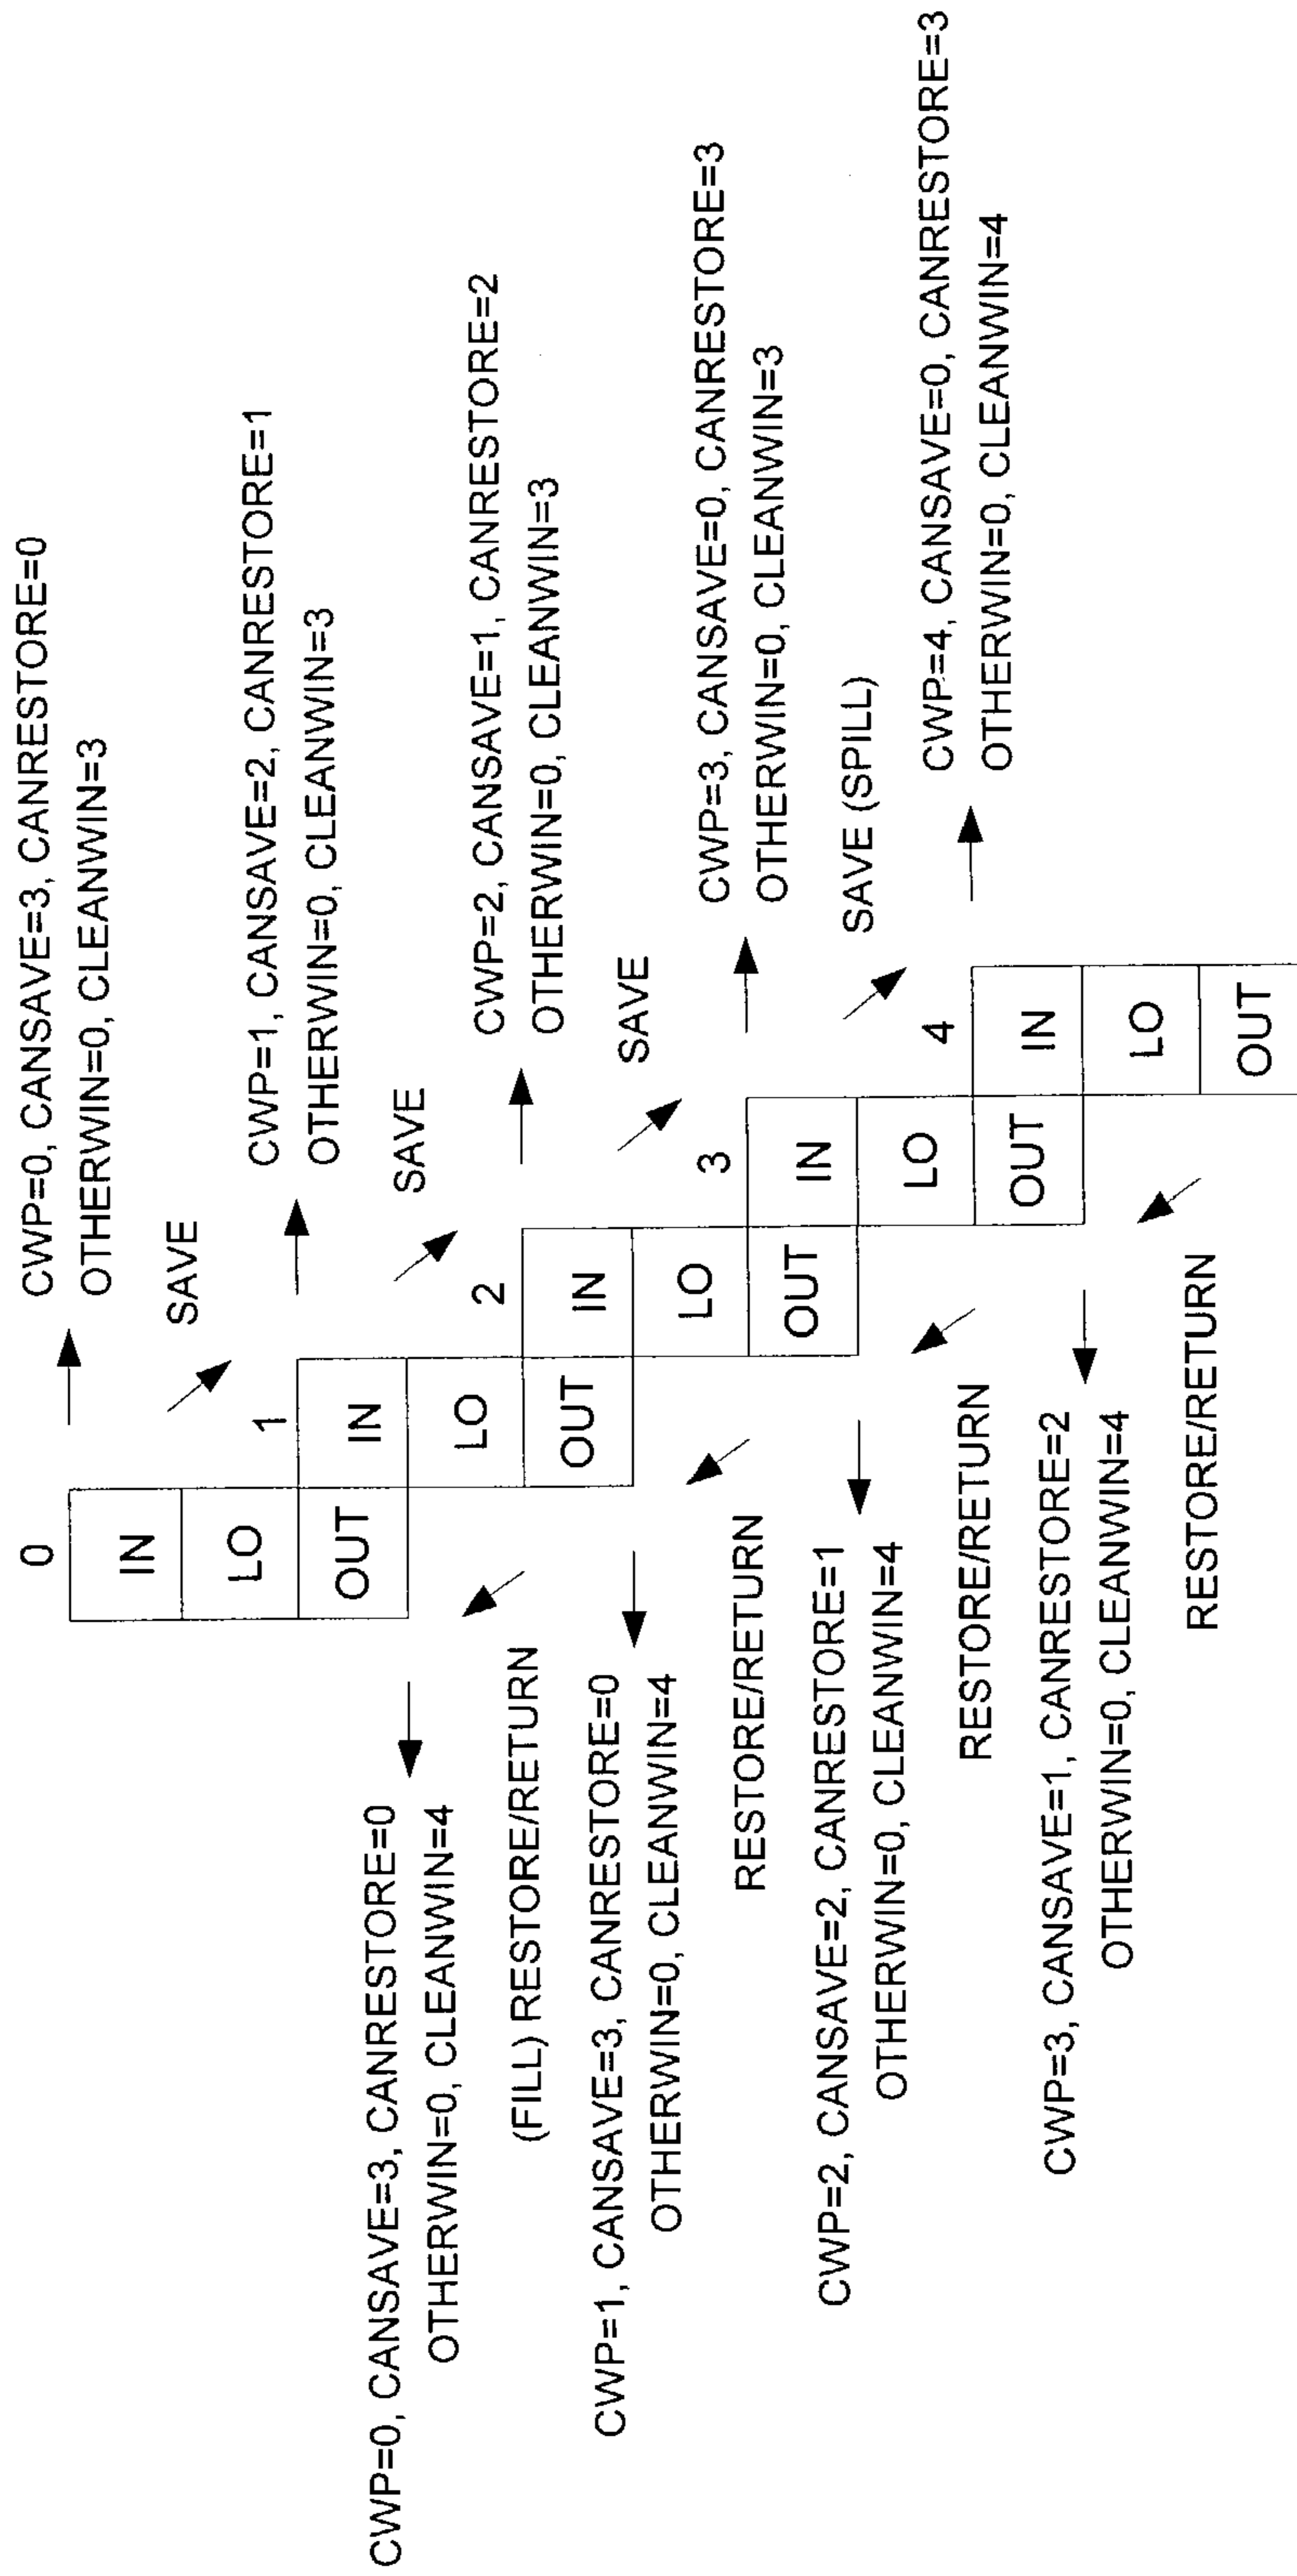 CWP=0, CANSAVE=3, CANRESTORE=0
OTHERWIN=0, CLEANWIN=3
SAVE
CWP=1, CANSAVE=2, CANRESTORE=1
OTHERWIN=0, CLEANWIN=3
SAVE
CWP=2, CANSAVE=1, CANRESTORE=2
OTHERWIN=0, CLEANWIN=3
SAVE
CWP=3, CANSAVE=0, CANRESTORE=3
OTHERWIN=0, CLEANWIN=3
SAVE (SPILL)
CWP=4, CANSAVE=0, CANRESTORE=3
OTHERWIN=0, CLEANWIN=4
0
IN
LO
OUT
1
IN
LO
OUT
2
IN
LO
OUT
3
IN
LO
OUT
4
IN
LO
OUT
CWP=0, CANSAVE=3, CANRESTORE=0
OTHERWIN=0, CLEANWIN=4
(FILL) RESTORE/RETURN
CWP=1, CANSAVE=3, CANRESTORE=0
OTHERWIN=0, CLEANWIN=4
RESTORE/RETURN
CWP=2, CANSAVE=2, CANRESTORE=1
OTHERWIN=0, CLEANWIN=4
RESTORE/RETURN
CWP=3, CANSAVE=1, CANRESTORE=2
OTHERWIN=0, CLEANWIN=4
RESTORE/RETURN